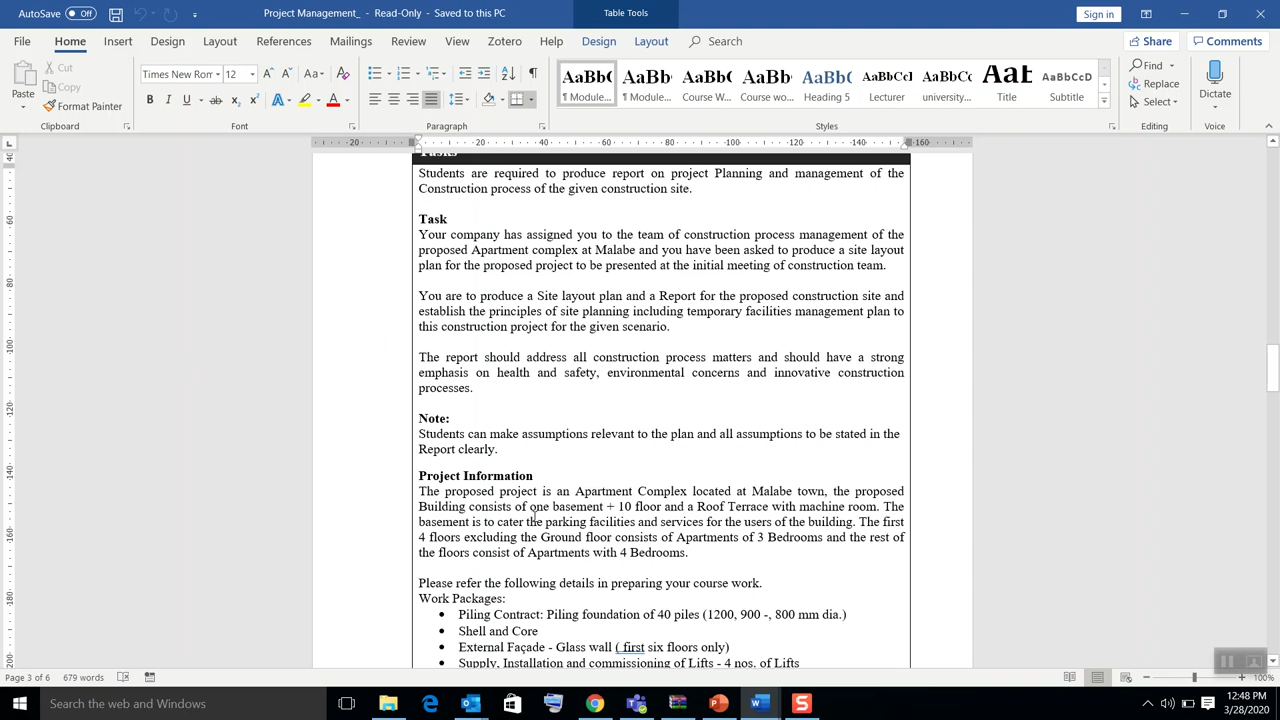 AutoSave Off
Project Management_ - Read-Only - Saved to this PC
Table Tools
Sign in
File Home Insert Design Layout References Mailings Review View Zotero Help Design Layout Search
Share Comments
Paste Cut Copy Format Painter
Clipboard
Times New Ror 12
Font
Paragraph
AaBbC AaBb AaBbC AaBb AaBbC AaBbCcI AaBbC Aat AaBbCcD
¶ Module... ¶ Module... Course W... Course wo... Heading 5 Lecturer university... Title Subtitle
Styles
Find
Replace
Select
Editing
Dictate
Voice
20 20 40 60 80 100 120 140 160
Tasks
Students are required to produce report on project Planning and management of the
Construction process of the given construction site.
Task
Your company has assigned you to the team of construction process management of the
proposed Apartment complex at Malabe and you have been asked to produce a site layout
plan for the proposed project to be presented at the initial meeting of construction team.
You are to produce a Site layout plan and a Report for the proposed construction site and
establish the principles of site planning including temporary facilities management plan to
this construction project for the given scenario.
The report should address all construction process matters and should have a strong
emphasis on health and safety, environmental concerns and innovative construction
processes.
Note:
Students can make assumptions relevant to the plan and all assumptions to be stated in the
Report clearly.
Project Information
The proposed project is an Apartment Complex located at Malabe town, the proposed
Building consists of one basement + 10 floor and a Roof Terrace with machine room. The
basement is to cater the parking facilities and services for the users of the building. The first
4 floors excluding the Ground floor consists of Apartments of 3 Bedrooms and the rest of
the floors consist of Apartments with 4 Bedrooms.
Please refer the following details in preparing your course work.
Work Packages:
• Piling Contract: Piling foundation of 40 piles (1200, 900 -, 800 mm dia.)
• Shell and Core
• External Façade - Glass wall ( first six floors only)
• Supply, Installation and commissioning of Lifts - 4 nos. of Lifts
Page 3 of 6 679 words
100%
Search the web and Windows
12:48 PM
3/28/2020